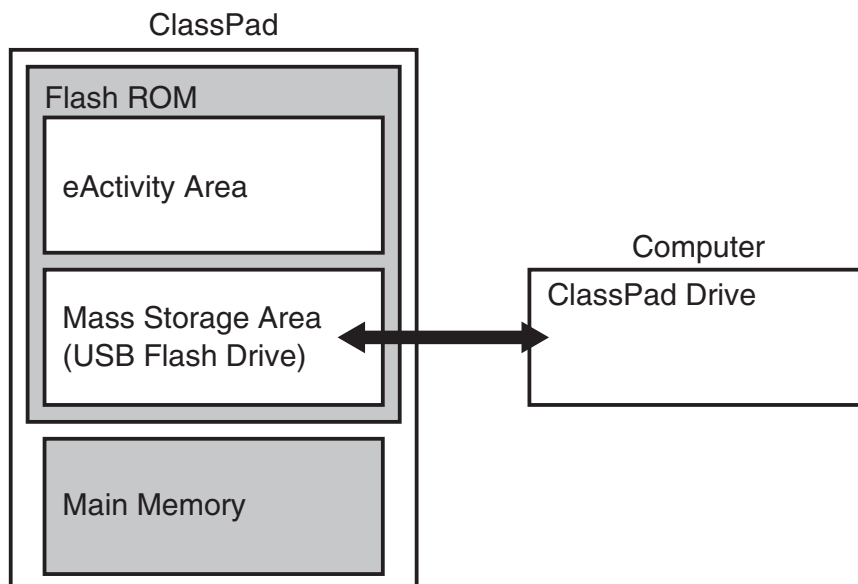 ClassPad
Flash ROM
eActivity Area
Mass Storage Area
(USB Flash Drive)
Main Memory
Computer
ClassPad Drive